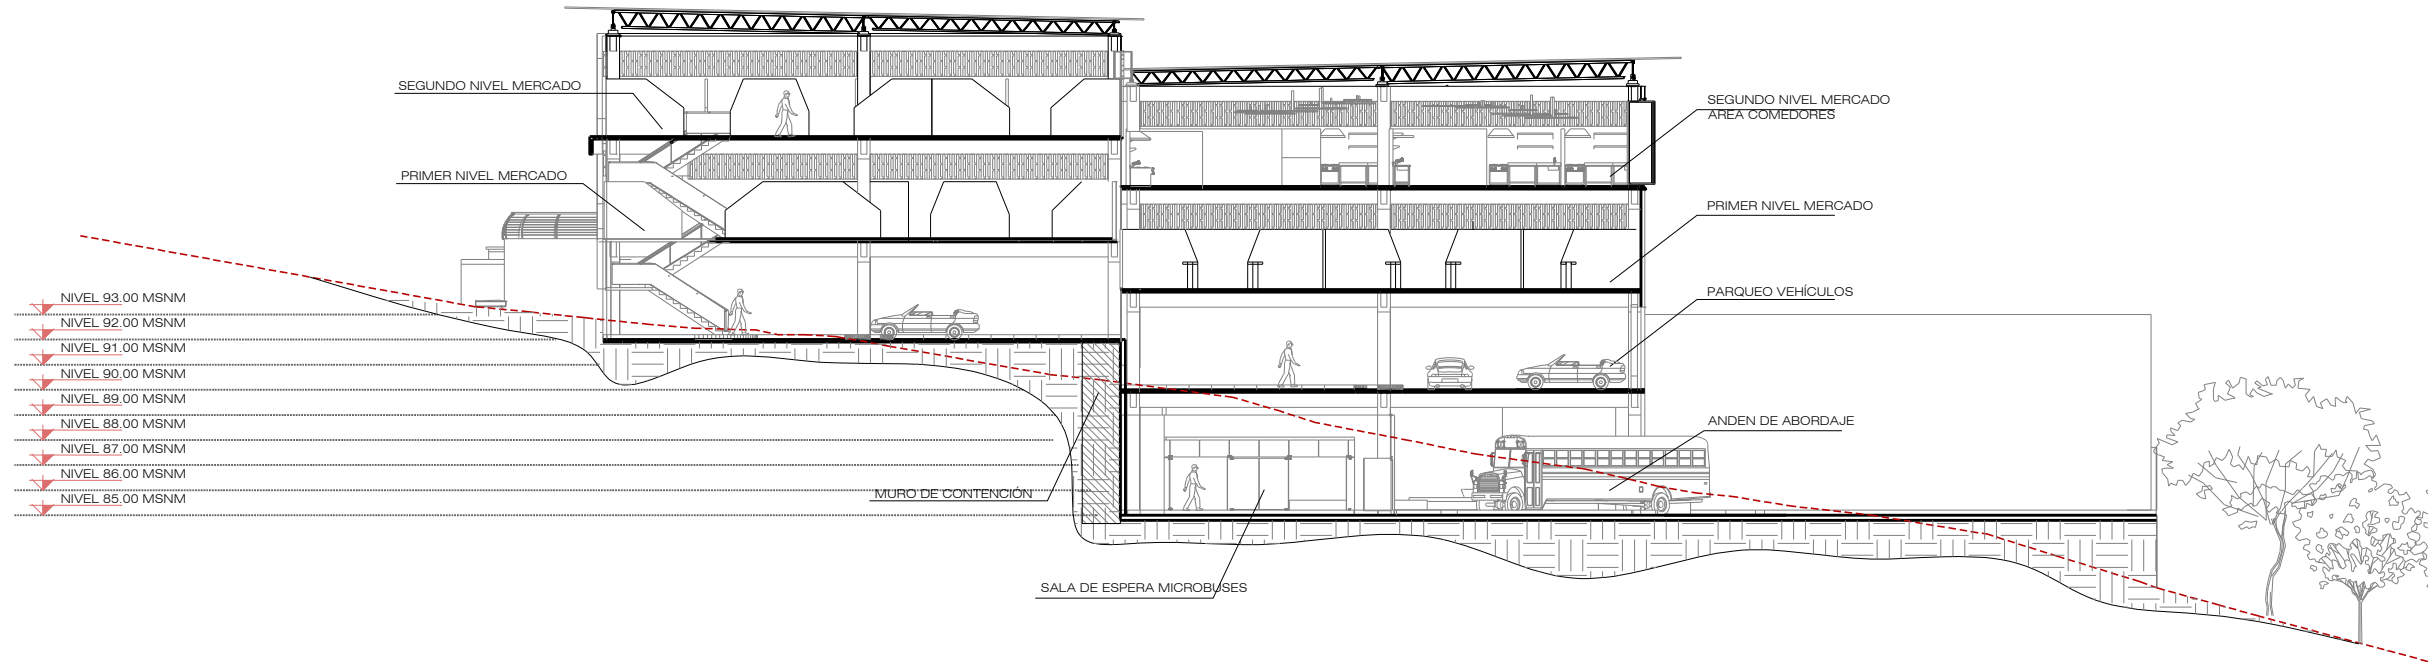 SEGUNDO NIVEL MERCADO
PRIMER NIVEL MERCADO
SEGUNDO NIVEL MERCADO
AREA COMEDORES
PRIMER NIVEL MERCADO
PARQUEO VEHÍCULOS
ANDEN DE ABORDAJE
NIVEL 93.00 MSNM
NIVEL 92.00 MSNM
NIVEL 91.00 MSNM
NIVEL 90.00 MSNM
NIVEL 89.00 MSNM
NIVEL 88.00 MSNM
NIVEL 87.00 MSNM
NIVEL 86.00 MSNM
NIVEL 85.00 MSNM
MURO DE CONTENCIÓN
SALA DE ESPERA MICROBUSES